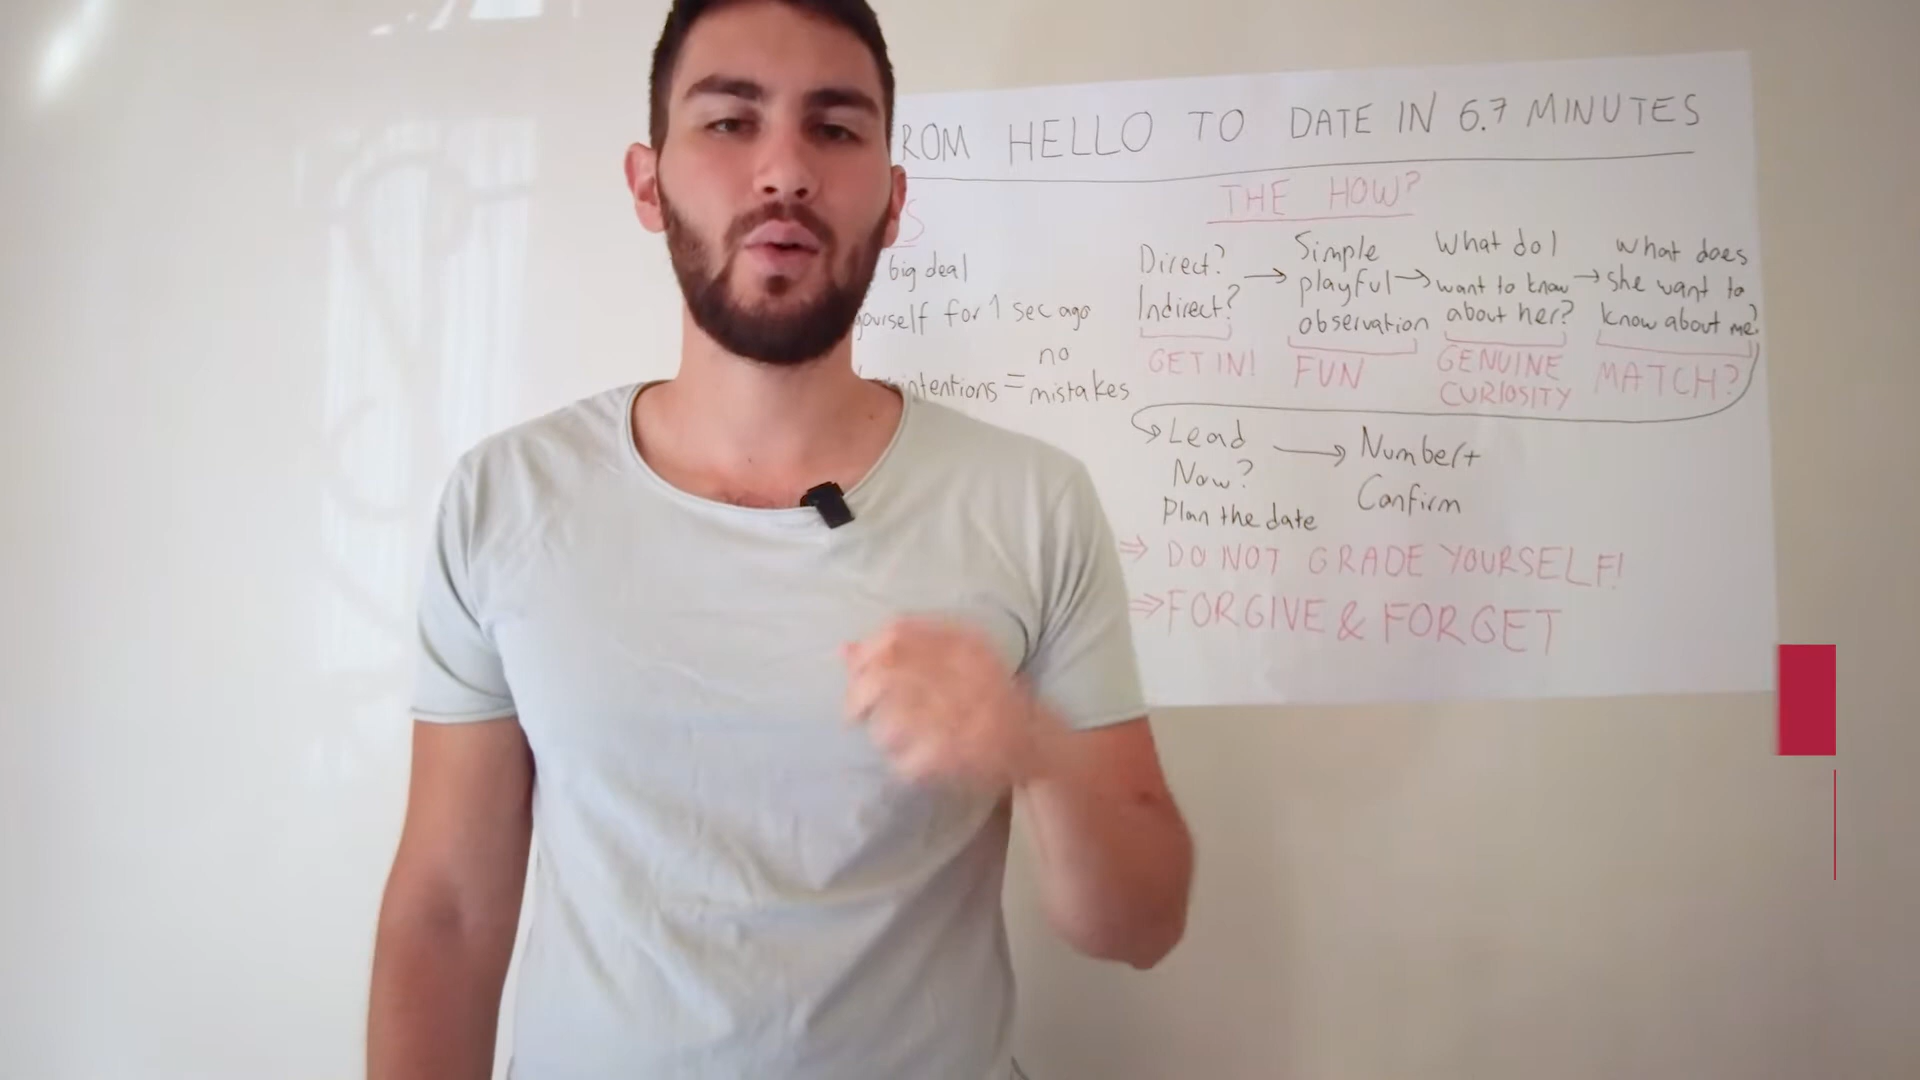 ROM HELLO TO DATE IN 6.7 MINUTES
S
big deal
yourself for 1 sec ago
no
intentions = mistakes
THE HOW?
Direct?
Indirect?
GET IN!
→ Simple
playful
observation
FUN
→ What do I
want to know
about her?
GENUINE
CURIOSITY
→ What does
she want to
know about me?
MATCH?
Lead
Now?
Plan the date
→ Number+
Confirm
⇒ DO NOT GRADE YOURSELF!
⇒ FORGIVE & FORGET